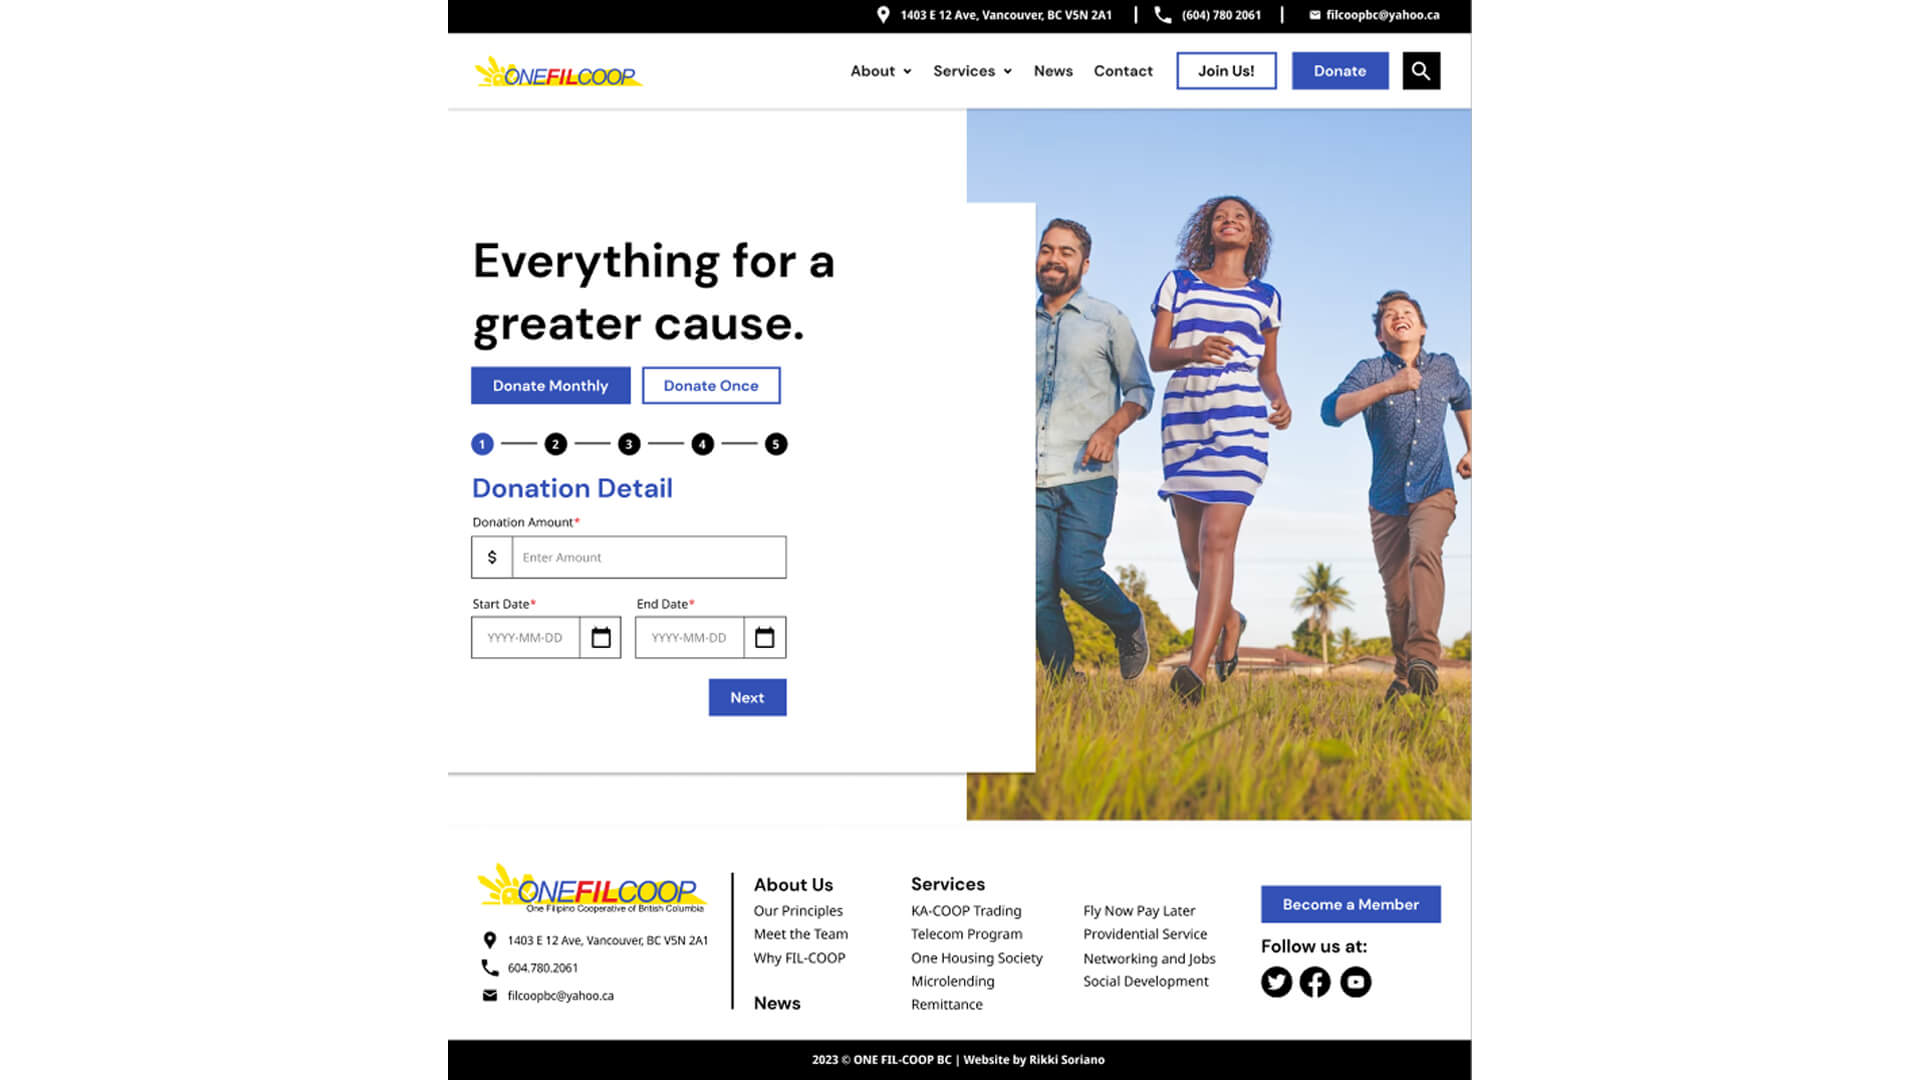 1403 E 12 Ave, Vancouver, BC V5N 2A1 | (604) 780 2061 | filcoopbc@yahoo.ca
ONEFILCOOP
About Services News Contact Join Us! Donate
Everything for a
greater cause.
Donate Monthly Donate Once
1 2 3 4 5
Donation Detail
Donation Amount*
$ Enter Amount
Start Date* End Date*
YYYY-MM-DD YYYY-MM-DD
Next
ONEFILCOOP
One Filipino Cooperative of British Columbia
1403 E 12 Ave, Vancouver, BC V5N 2A1
604.780.2061
filcoopbc@yahoo.ca
About Us
Our Principles
Meet the Team
Why FIL-COOP
News
Services
KA-COOP Trading
Telecom Program
One Housing Society
Microlending
Remittance
Fly Now Pay Later
Providential Service
Networking and Jobs
Social Development
Become a Member
Follow us at:
2023 © ONE FIL-COOP BC | Website by Rikki Soriano